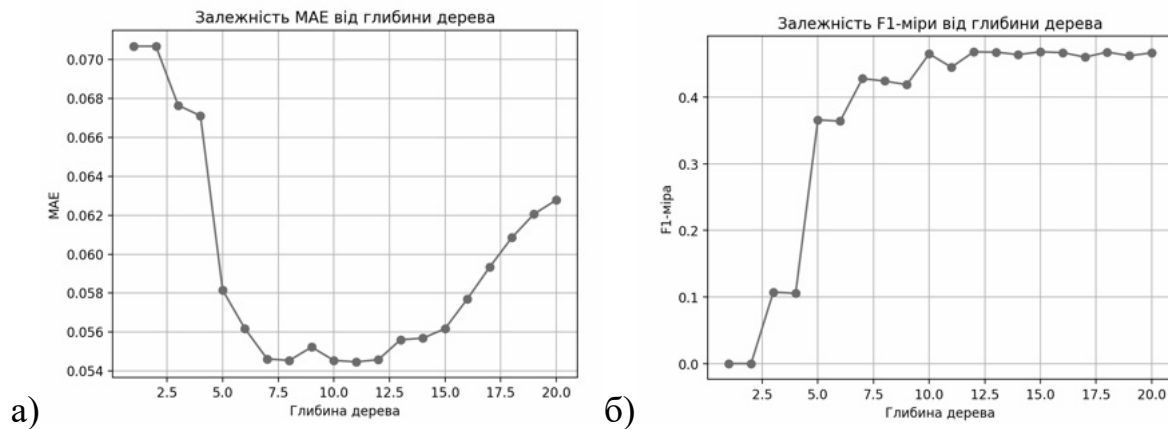 Залежність MAE від глибини дерева
0.070
0.068
0.066
0.064
0.062
0.060
0.058
0.056
0.054
MAE
2.5 5.0 7.5 10.0 12.5 15.0 17.5 20.0
Глибина дерева
а)
Залежність F1-міри від глибини дерева
0.4
0.3
0.2
0.1
0.0
F1-міра
2.5 5.0 7.5 10.0 12.5 15.0 17.5 20.0
Глибина дерева
б)